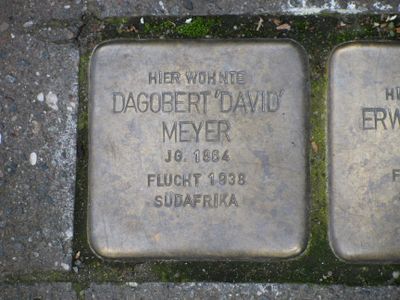 HIER WOHNTE
DAGOBERT 'DAVID'
MEYER
JG. 1884
FLUCHT 1938
SÜDAFRIKA